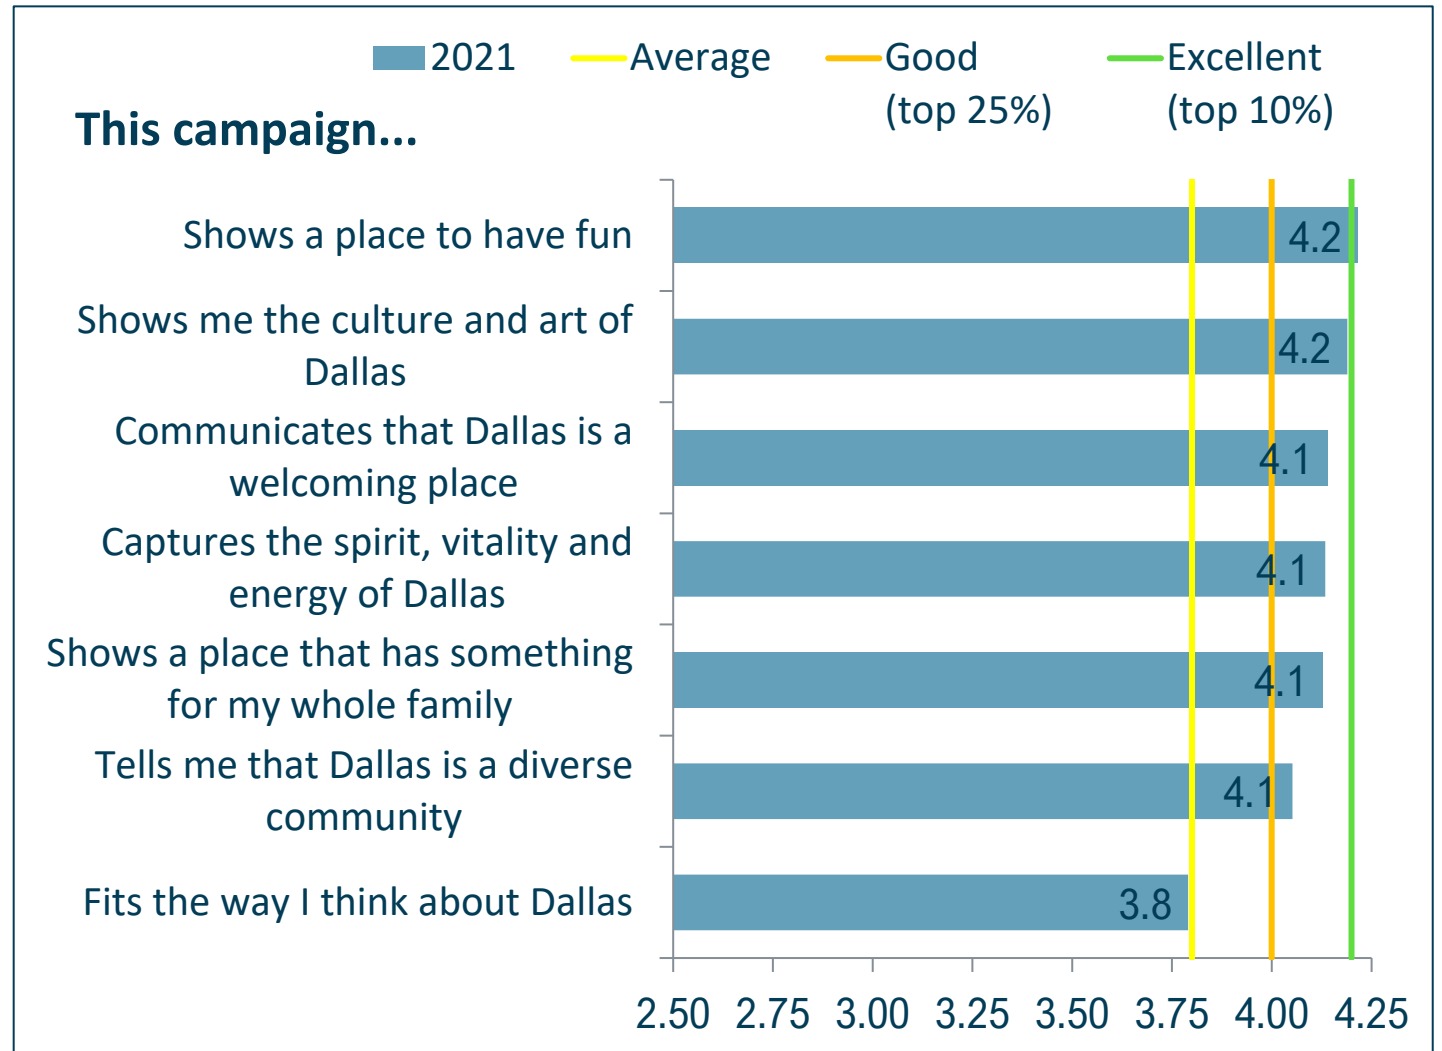 2021 Average Good Excellent
(top 25%) (top 10%)
This campaign...
Shows a place to have fun 4.2
Shows me the culture and art of
Dallas 4.2
Communicates that Dallas is a
welcoming place 4.1
Captures the spirit, vitality and
energy of Dallas 4.1
Shows a place that has something
for my whole family 4.1
Tells me that Dallas is a diverse
community 4.1
Fits the way I think about Dallas 3.8
2.50 2.75 3.00 3.25 3.50 3.75 4.00 4.25